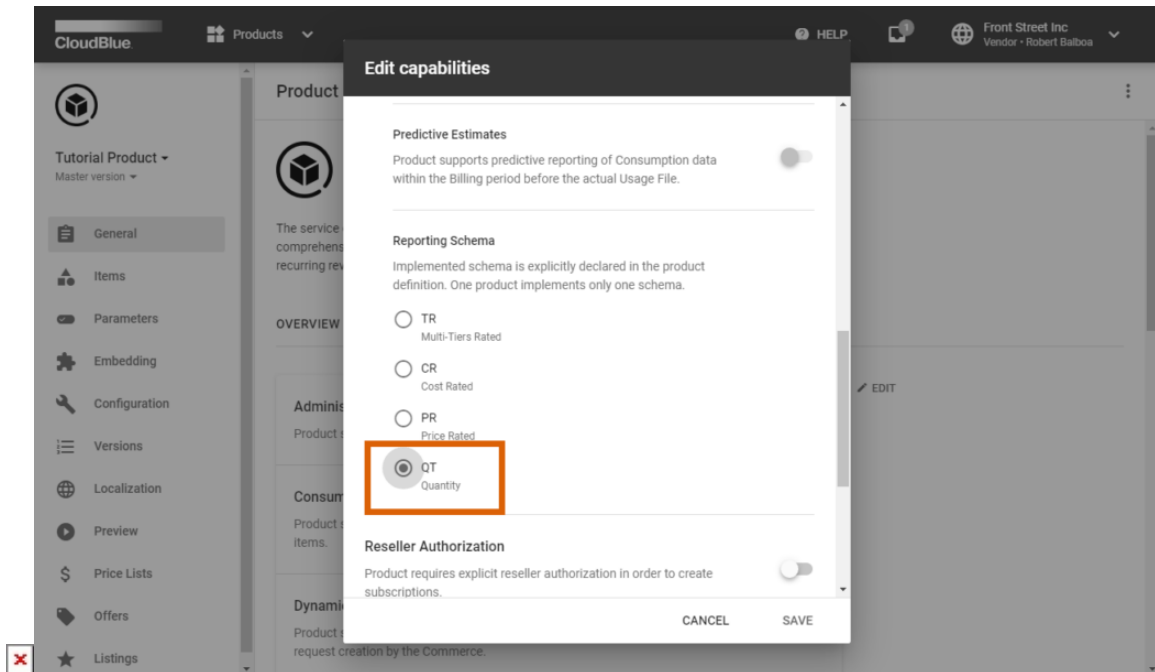 CloudBlue
Products
HELP
1
Front Street Inc
Vendor • Robert Balboa
Tutorial Product
Master version
General
Items
Parameters
Embedding
Configuration
Versions
Localization
Preview
Price Lists
Offers
Listings
Product
The service
comprehens
recurring rev
OVERVIEW
EDIT
Adminis
Product s
Consum
Product s
items.
Dynami
Product s
request creation by the Commerce.
Edit capabilities
Predictive Estimates
Product supports predictive reporting of Consumption data
within the Billing period before the actual Usage File.
Reporting Schema
Implemented schema is explicitly declared in the product
definition. One product implements only one schema.
TR
Multi-Tiers Rated
CR
Cost Rated
PR
Price Rated
QT
Quantity
Reseller Authorization
Product requires explicit reseller authorization in order to create
subscriptions.
CANCEL
SAVE